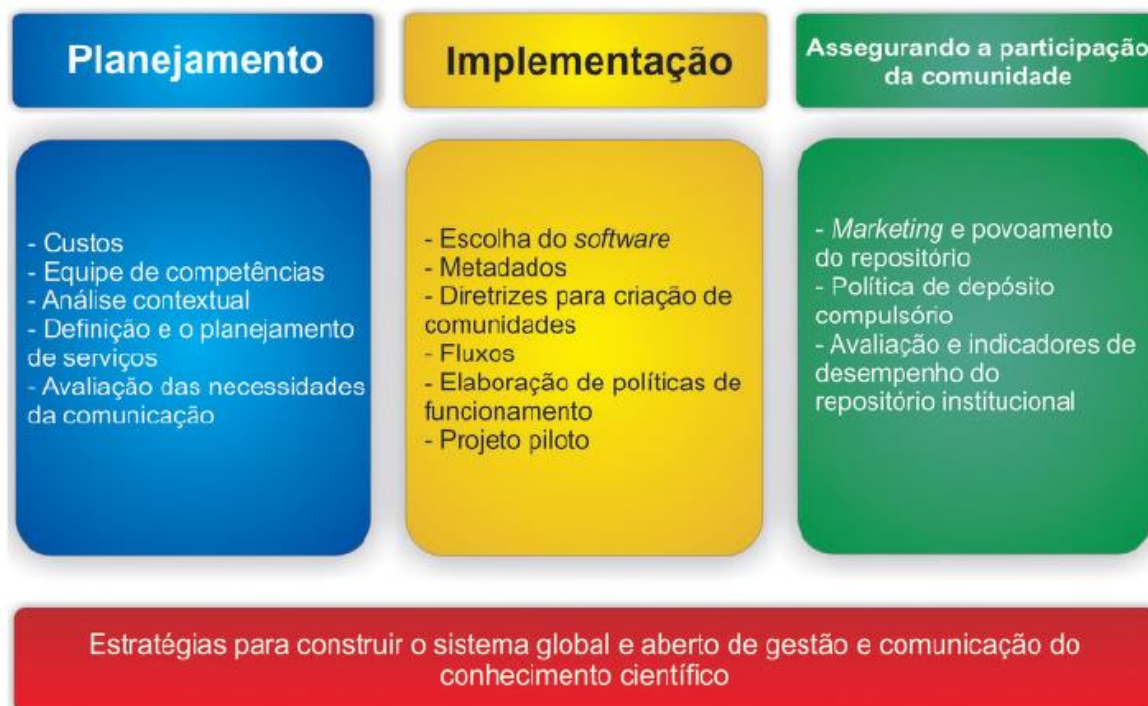 Planejamento
- Custos
- Equipe de competências
- Análise contextual
- Definição e o planejamento
de serviços
- Avaliação das necessidades
da comunicação
Implementação
- Escolha do software
- Metadados
- Diretrizes para criação de
comunidades
- Fluxos
- Elaboração de políticas de
funcionamento
- Projeto piloto
Assegurando a participação
da comunidade
- Marketing e povoamento
do repositório
- Política de depósito
compulsório
- Avaliação e indicadores de
desempenho do
repositório institucional
Estratégias para construir o sistema global e aberto de gestão e comunicação do
conhecimento científico